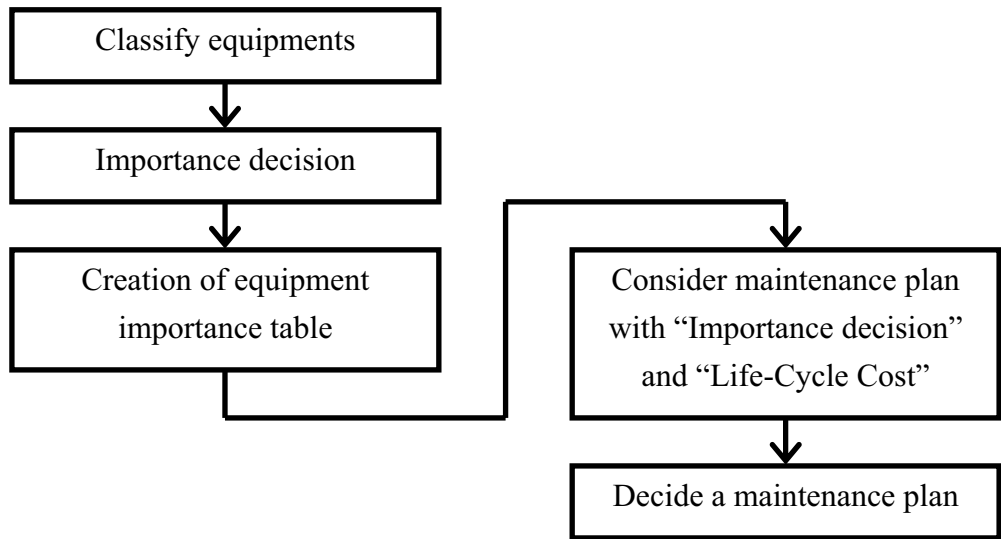 Classify equipments
Importance decision
Creation of equipment
importance table
Consider maintenance plan
with “Importance decision”
and “Life-Cycle Cost”
Decide a maintenance plan